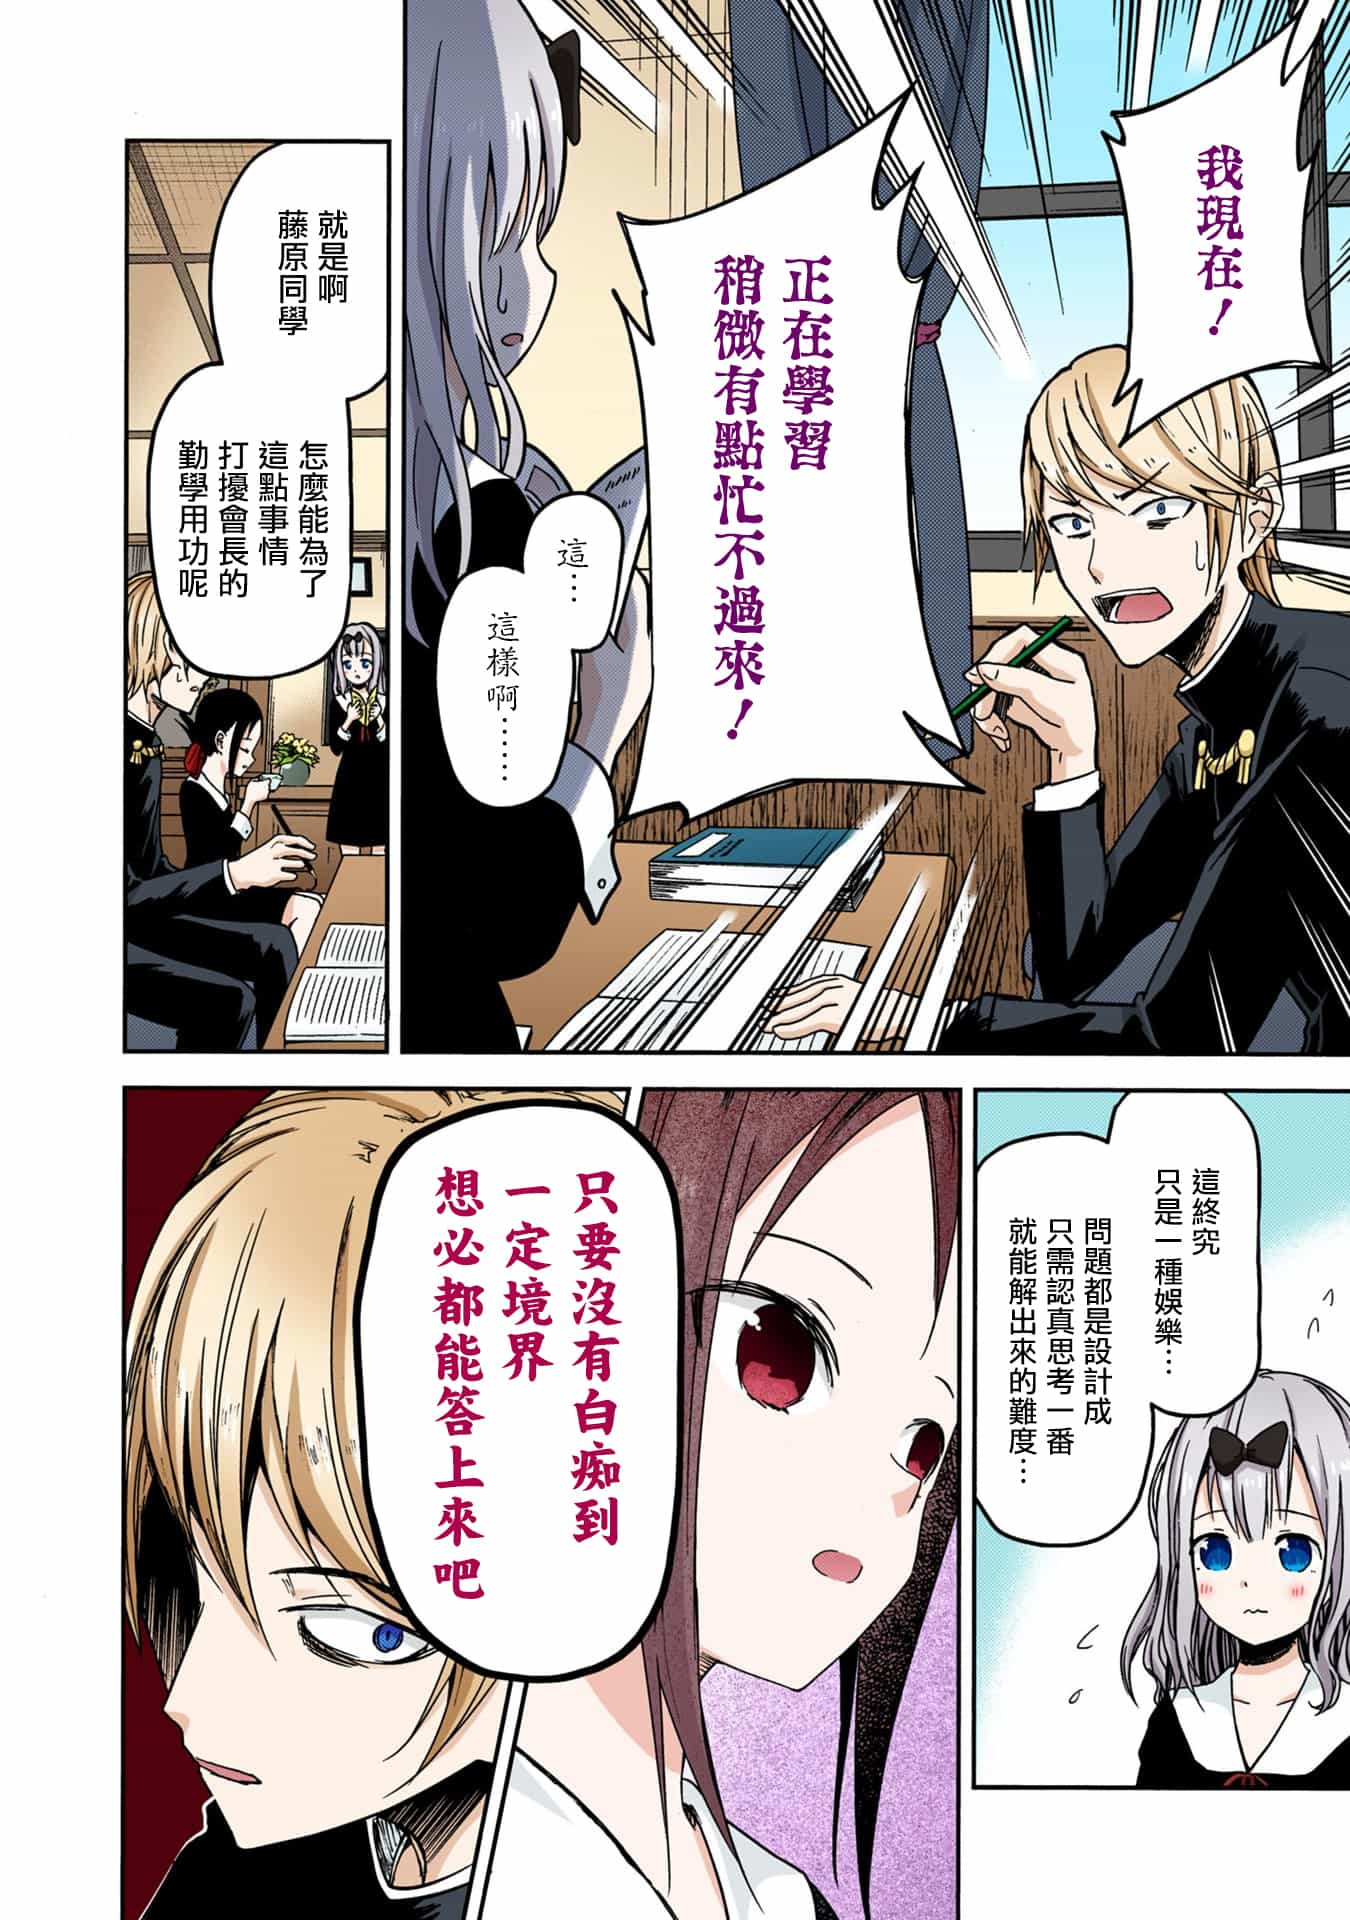 我現在！
正在學習
稍微有點忙不過來！
這…
這樣啊……
就是啊
藤原同學
怎麼能為了
這點事情
打擾會長的
勤學用功呢
這終究
只是一種娛樂…
問題都是設計成
只需認真思考一番
就能解出來的難度…
只要沒有白痴到
一定境界
想必都能答上來吧